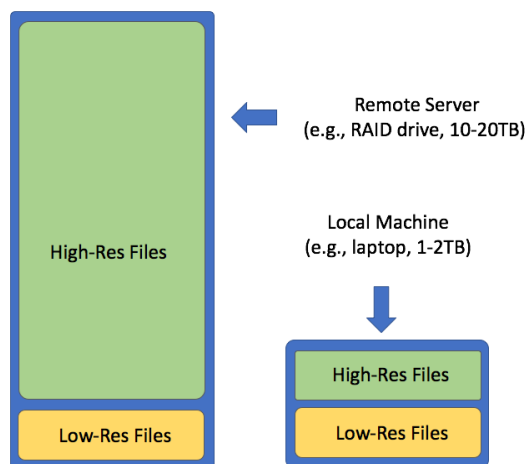 Remote Server
(e.g., RAID drive, 10-20TB)
Local Machine
(e.g., laptop, 1-2TB)
High-Res Files
High-Res Files
Low-Res Files
Low-Res Files